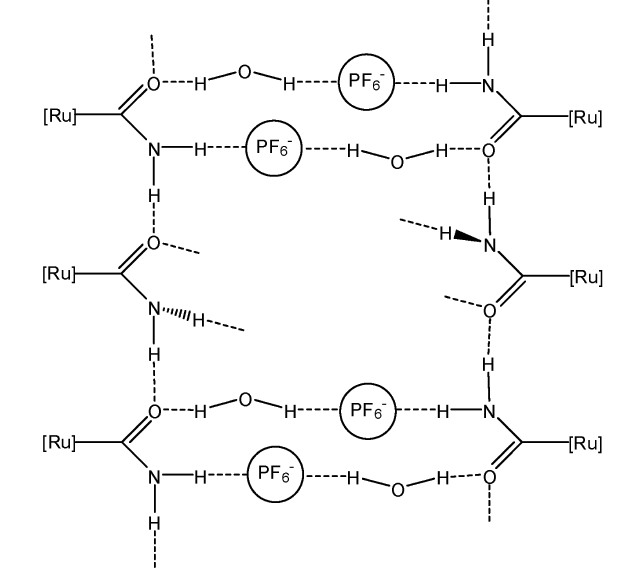 H
O H O H PF6- H N
[Ru] [Ru]
N H PF6- H O H O
H H
O H N
[Ru] [Ru]
N H O
H H
O H O H PF6- H N
[Ru] [Ru]
N H PF6- H O H O
H